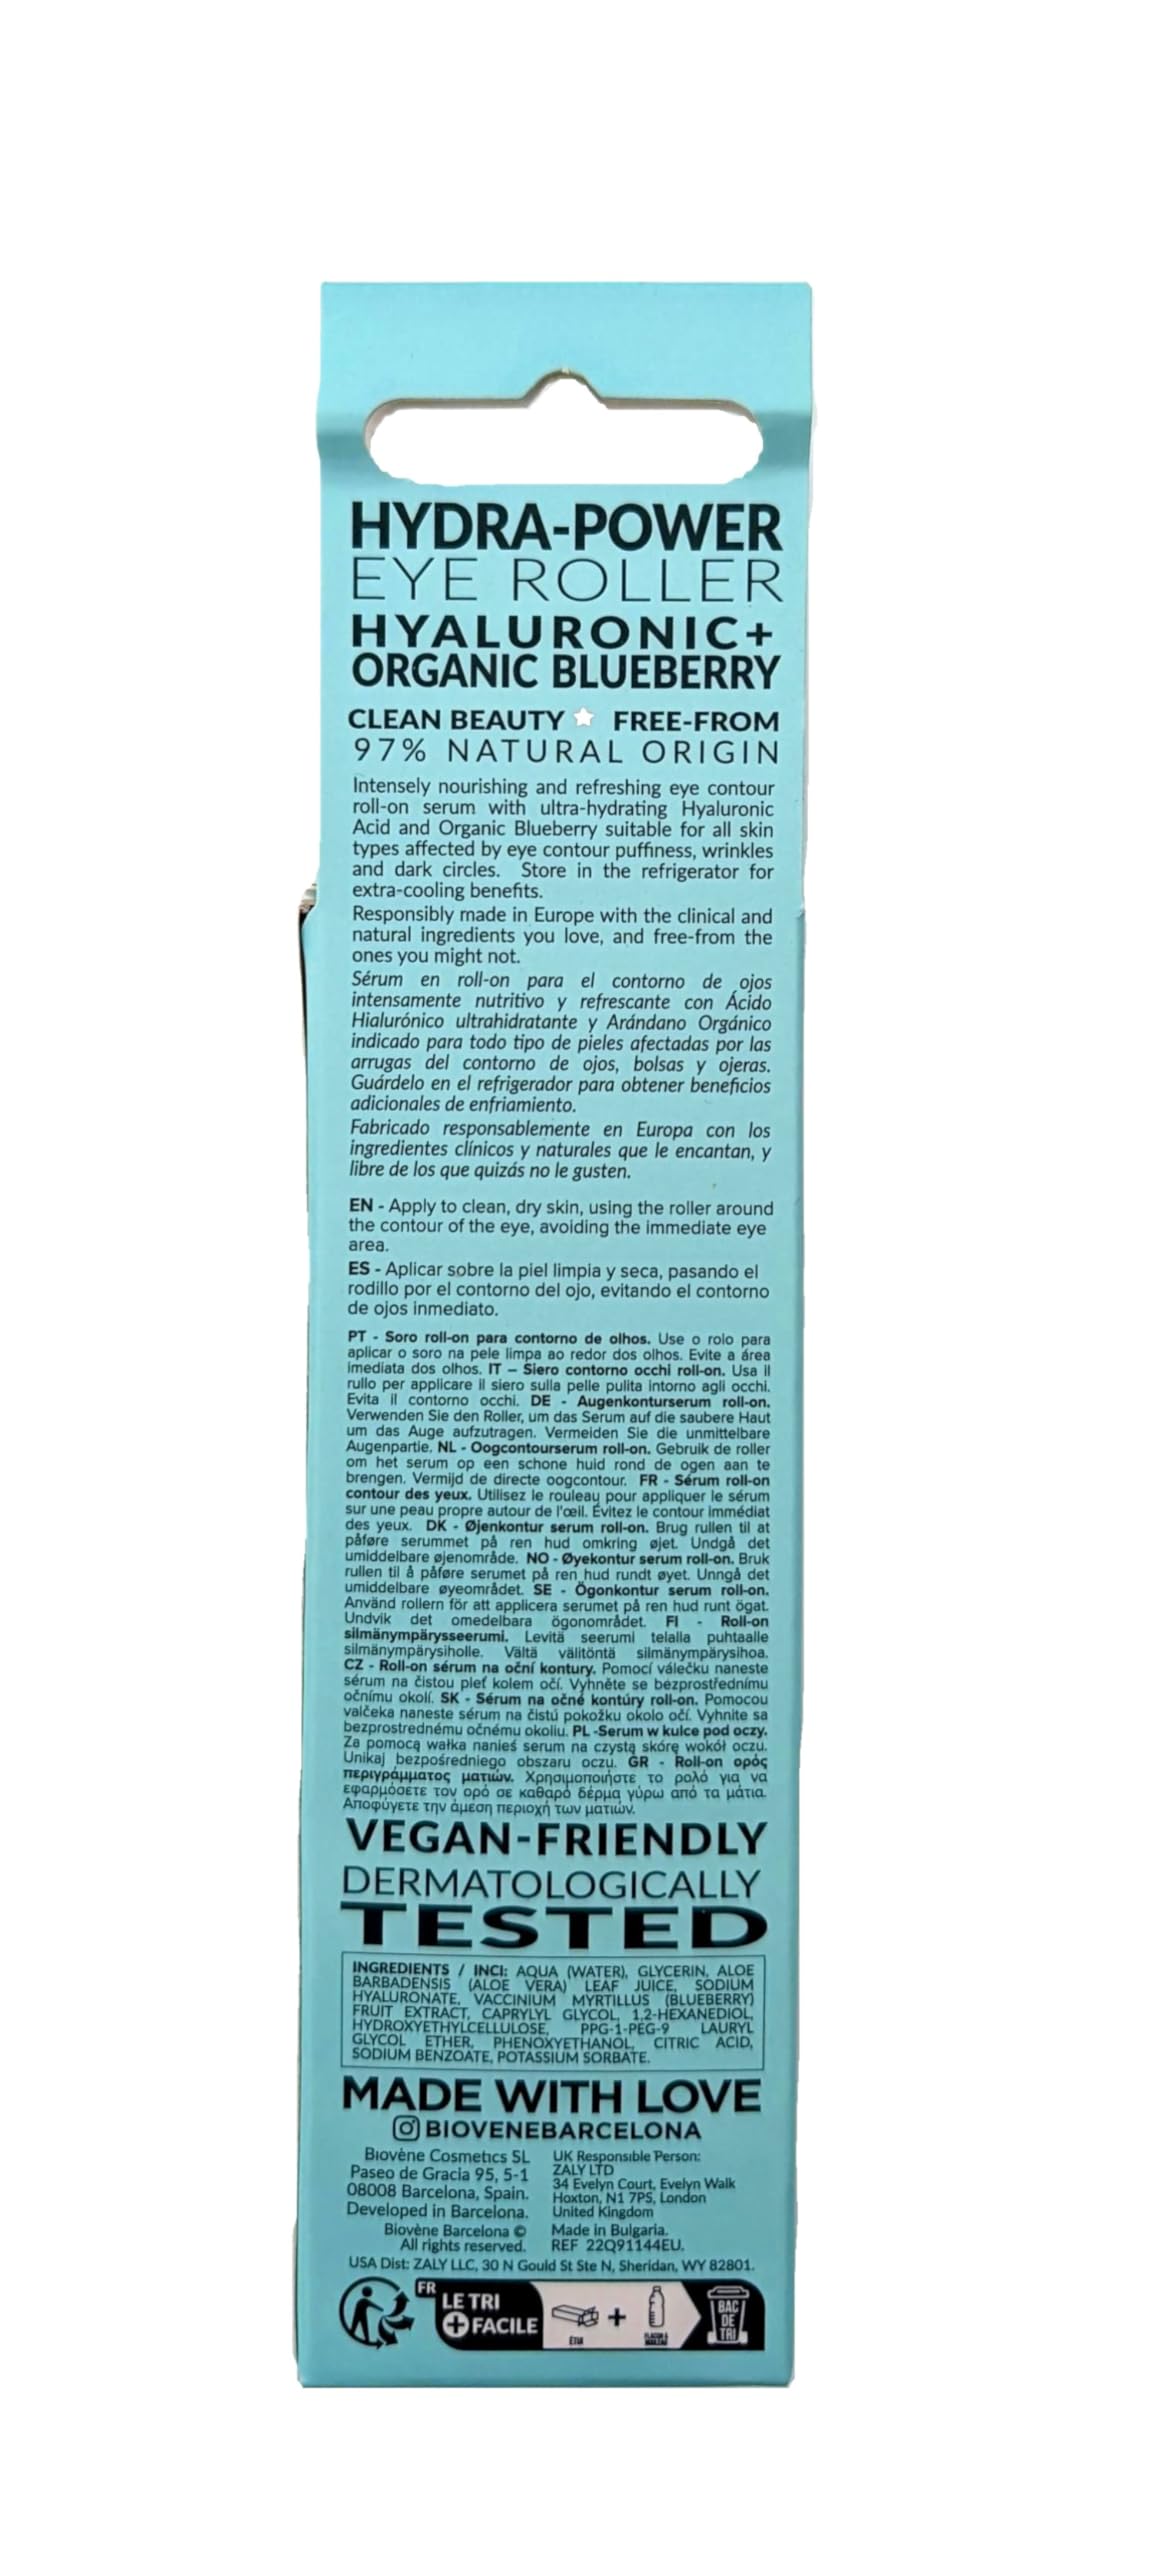 HYDRA-POWER
EYE ROLLER
HYALURONIC+
ORGANIC BLUEBERRY
CLEAN BEAUTY FREE-FROM
97% NATURAL ORIGIN
Intensely nourishing and refreshing eye contour
roll-on serum with ultra-hydrating Hyaluronic
Acid and Organic Blueberry suitable for all skin
types affected by eye contour puffiness, wrinkles
and dark circles. Store in the refrigerator for
extra-cooling benefits.
Responsibly made in Europe with the clinical and
natural ingredients you love, and free-from the
ones you might not.
Sérum en roll-on para el contorno de ojos
intensamente nutritivo y refrescante con Ácido
Hialurónico ultrahidratante y Arándano Orgánico
indicado para todo tipo de pieles afectadas por las
arrugas del contorno de ojos, bolsas y ojeras.
Guárdelo en el refrigerador para obtener beneficios
adicionales de enfriamiento.
Fabricado responsablemente en Europa con los
ingredientes clínicos y naturales que le encantan, y
libre de los que quizás no le gusten.
EN - Apply to clean, dry skin, using the roller around
the contour of the eye, avoiding the immediate eye
area.
ES - Aplicar sobre la piel limpia y seca, pasando el
rodillo por el contorno del ojo, evitando el contorno
de ojos inmediato.
PT - Soro roll-on para contorno de olhos. Use o rolo para
aplicar o soro na pele limpa ao redor dos olhos. Evite a área
imediata dos olhos. IT – Siero contorno occhi roll-on. Usa il
rullo per applicare il siero sulla pelle pulita intorno agli occhi.
Evita il contorno occhi. DE - Augenkonturserum roll-on.
Verwenden Sie den Roller, um das Serum auf die saubere Haut
um das Auge aufzutragen. Vermeiden Sie die unmittelbare
Augenpartie. NL - Oogcontourserum roll-on. Gebruik de roller
om het serum op een schone huid rond de ogen aan te
brengen. Vermijd de directe oogcontour. FR - Sérum roll-on
contour des yeux. Utilisez le rouleau pour appliquer le sérum
sur une peau propre autour de l'œil. Évitez le contour immédiat
des yeux. DK - Øjenkontur serum roll-on. Brug rullen til at
påføre serummet på ren hud omkring øjet. Undgå det
umiddelbare øjenområde. NO - Øyekontur serum roll-on. Bruk
rullen til å påføre serumet på ren hud rundt øyet. Unngå det
umiddelbare øyeområdet. SE - Ögonkontur serum roll-on.
Använd rollern för att applicera serumet på ren hud runt ögat.
Undvik det omedelbara ögonområdet. FI - Roll-on
silmänympärysseerumi. Levitä seerumi telalla puhtaalle
silmänympärysiholle. Vältä välitöntä silmänympärysihoa.
CZ - Roll-on sérum na oční kontury. Pomocí válečku naneste
sérum na čistou pleť kolem očí. Vyhněte se bezprostřednímu
očnímu okolí. SK - Sérum na očné kontúry roll-on. Pomocou
valčeka naneste sérum na čistú pokožku okolo očí. Vyhnite sa
bezprostrednému očnému okoliu. PL -Serum w kulce pod oczy.
Za pomocą wałka nanieś serum na czystą skórę wokół oczu.
Unikaj bezpośredniego obszaru oczu. GR - Roll-on ορός
περιγράμματος ματιών. Χρησιμοποιήστε το ρολό για να
εφαρμόσετε τον ορό σε καθαρό δέρμα γύρω από τα μάτια.
Αποφύγετε την άμεση περιοχή των ματιών.
VEGAN-FRIENDLY
DERMATOLOGICALLY
TESTED
INGREDIENTS / INCI: AQUA (WATER), GLYCERIN, ALOE
BARBADENSIS (ALOE VERA) LEAF JUICE, SODIUM
HYALURONATE, VACCINIUM MYRTILLUS (BLUEBERRY)
FRUIT EXTRACT, CAPRYLYL GLYCOL, 1,2-HEXANEDIOL,
HYDROXYETHYLCELLULOSE, PPG-1-PEG-9 LAURYL
GLYCOL ETHER, PHENOXYETHANOL, CITRIC ACID,
SODIUM BENZOATE, POTASSIUM SORBATE.
MADE WITH LOVE
BIOVENEBARCELONA
Biovène Cosmetics SL
Paseo de Gracia 95, 5-1
08008 Barcelona, Spain.
Developed in Barcelona.
Biovène Barcelona ©
All rights reserved.
UK Responsible Person:
ZALY LTD
34 Evelyn Court, Evelyn Walk
Hoxton, N1 7PS, London
United Kingdom
Made in Bulgaria.
REF 22Q91144EU.
USA Dist: ZALY LLC, 30 N Gould St Ste N, Sheridan, WY 82801.
FR
LE TRI
+ FACILE
+
BAC
DE
TRI